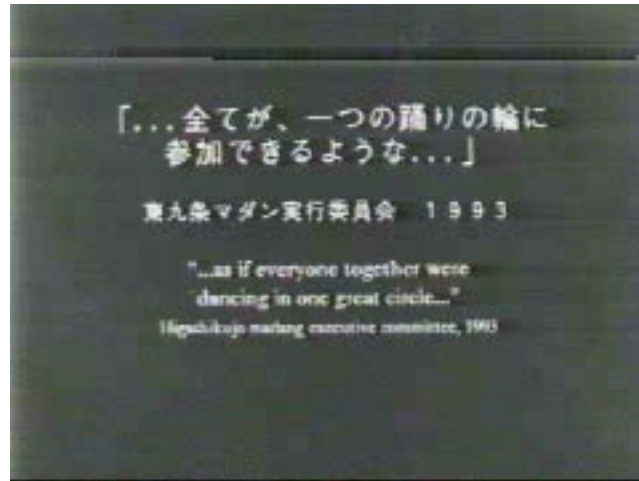 「...全てが、一つの踊りの輪に
参加できるような...」
東九条マダン実行委員会　１９９３
"...as if everyone together were
dancing in one great circle..."
Higashikujo madang executive committee, 1993